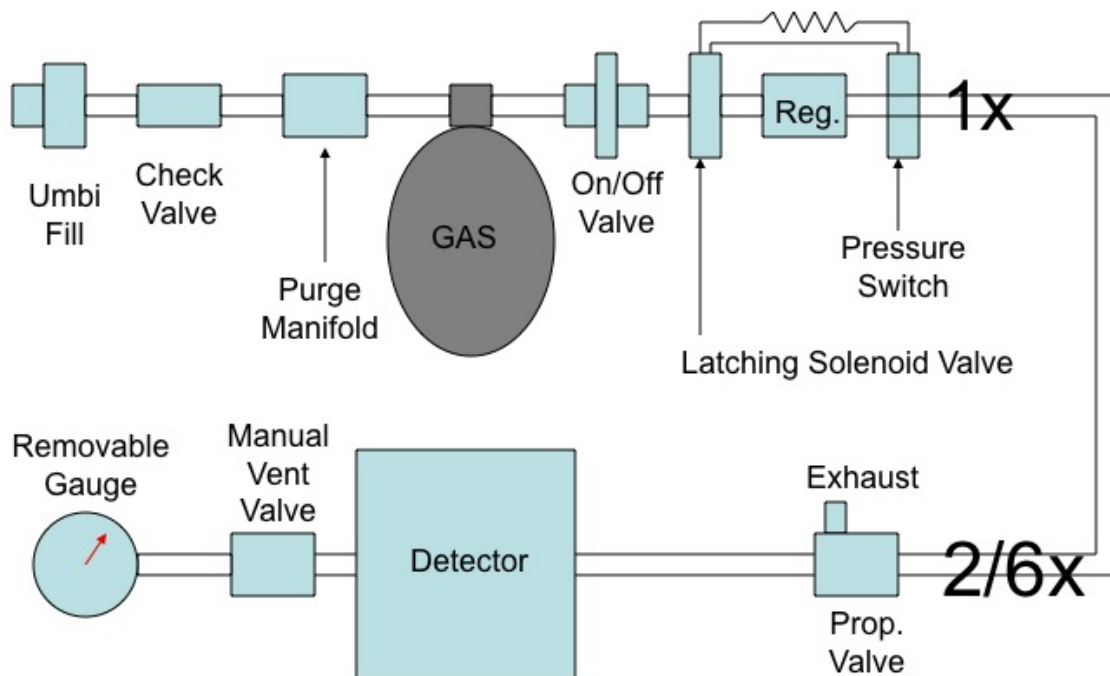 Umbi
Fill
Check
Valve
Purge
Manifold
GAS
On/Off
Valve
Latching Solenoid Valve
Reg.
Pressure
Switch
1x
Removable
Gauge
Manual
Vent
Valve
Detector
Exhaust
Prop.
Valve
2/6x